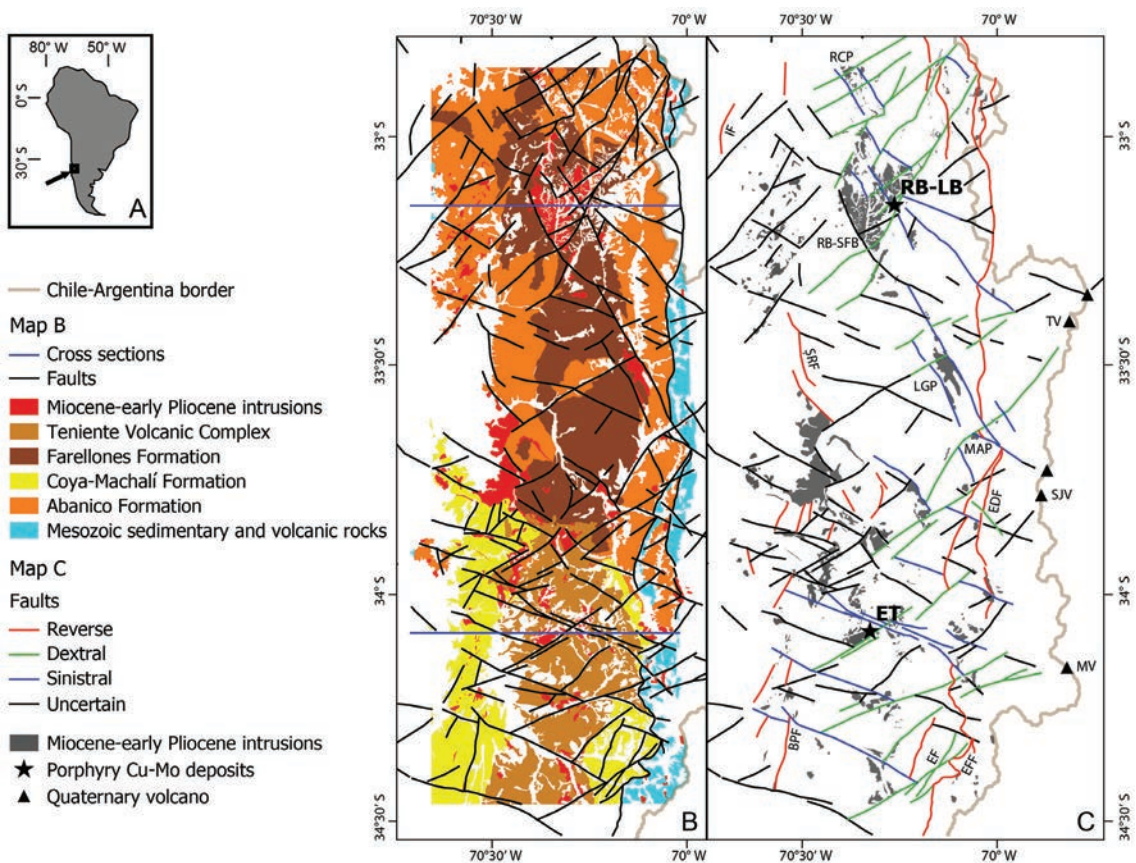 80° W 50° W
0° S
30° S
A
Chile-Argentina border
Map B
Cross sections
Faults
Miocene-early Pliocene intrusions
Teniente Volcanic Complex
Farellones Formation
Coya-Machalí Formation
Abanico Formation
Mesozoic sedimentary and volcanic rocks
Map C
Faults
Reverse
Dextral
Sinistral
Uncertain
Miocene-early Pliocene intrusions
Porphyry Cu-Mo deposits
Quaternary volcano
70°30' W 70° W
33° S
33°30' S
34° S
34°30' S
B
70°30' W 70° W
70°30' W 70° W
RCP
IF
RB-LB
RB-SFB
TV
SRF
LGP
MAP
SJV
EDF
ET
MV
BPF
EF
EFF
33° S
33°30' S
34° S
34°30' S
C
70°30' W 70° W